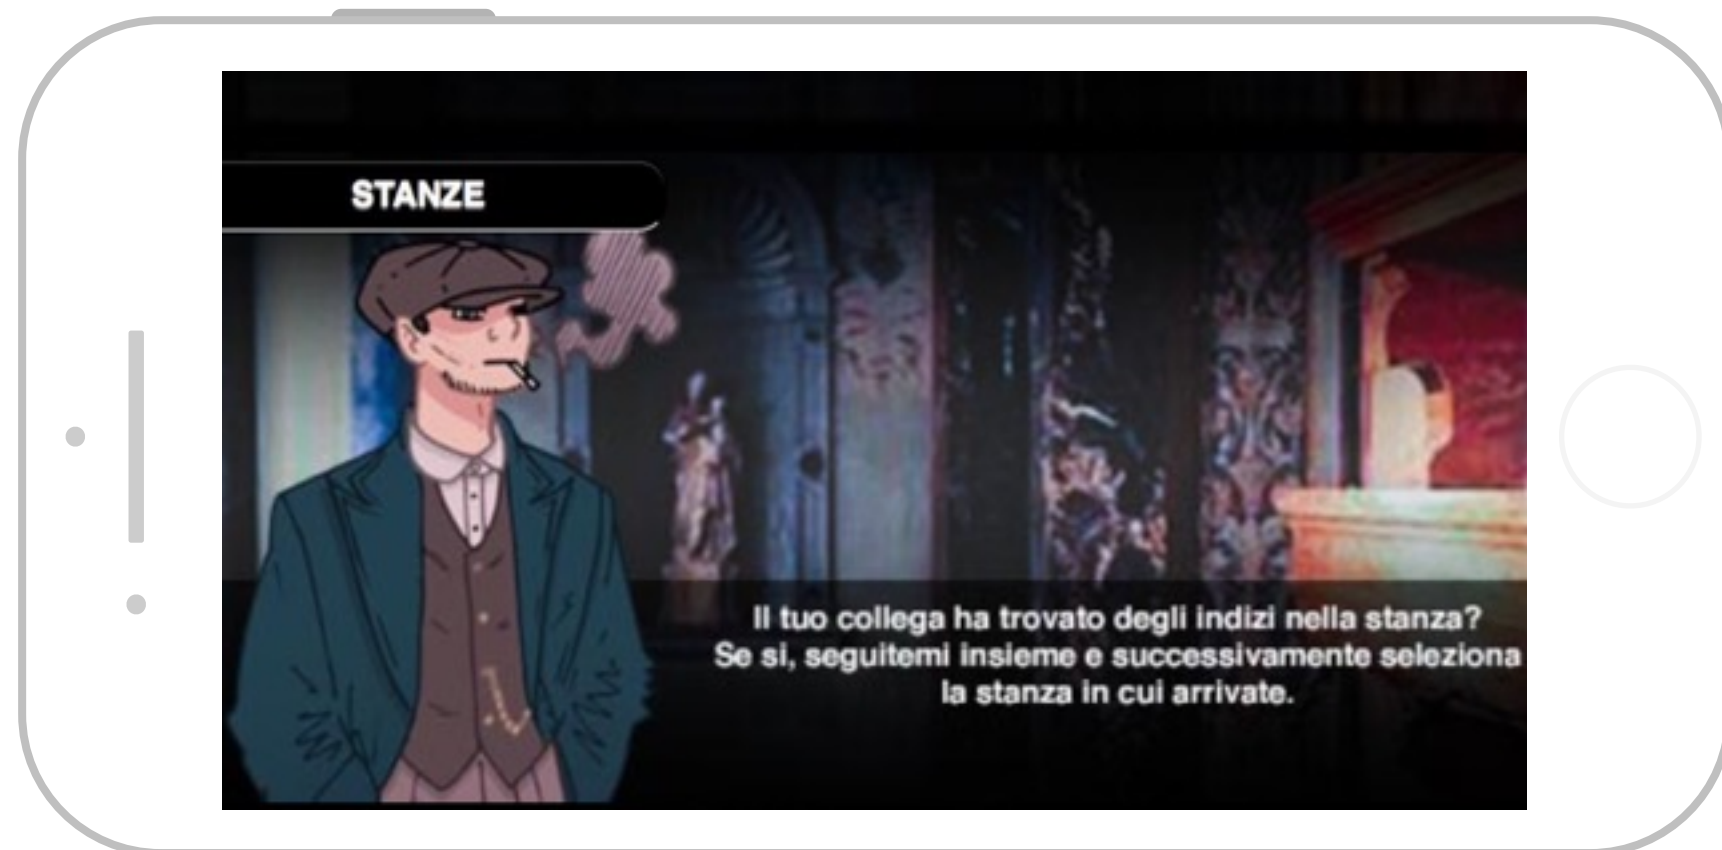 STANZE
Il tuo collega ha trovato degli indizi nella stanza?
Se si, seguitemi insieme e successivamente seleziona
la stanza in cui arrivate.